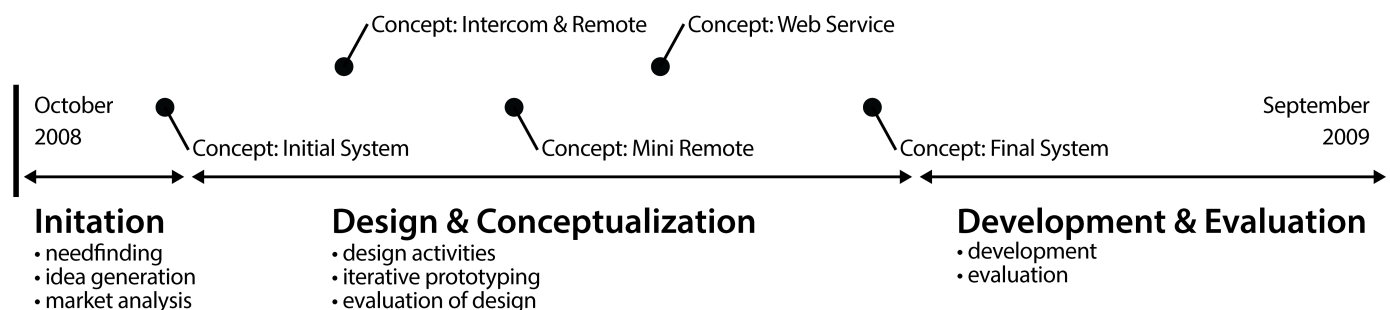 Concept: Intercom & Remote
Concept: Web Service
October
2008
September
2009
Concept: Initial System
Concept: Mini Remote
Concept: Final System
Initation
• needfinding
• idea generation
• market analysis
Design & Conceptualization
• design activities
• iterative prototyping
• evaluation of design
Development & Evaluation
• development
• evaluation